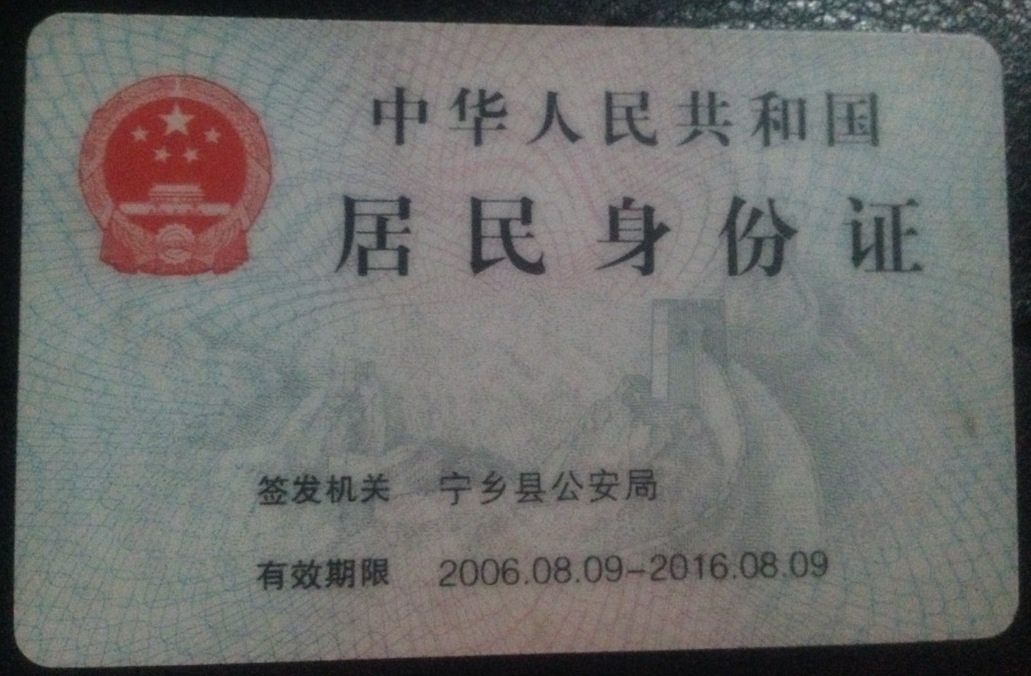 中华人民共和国
居民身份证
签发机关 宁乡县公安局
有效期限 2006.08.09-2016.08.09